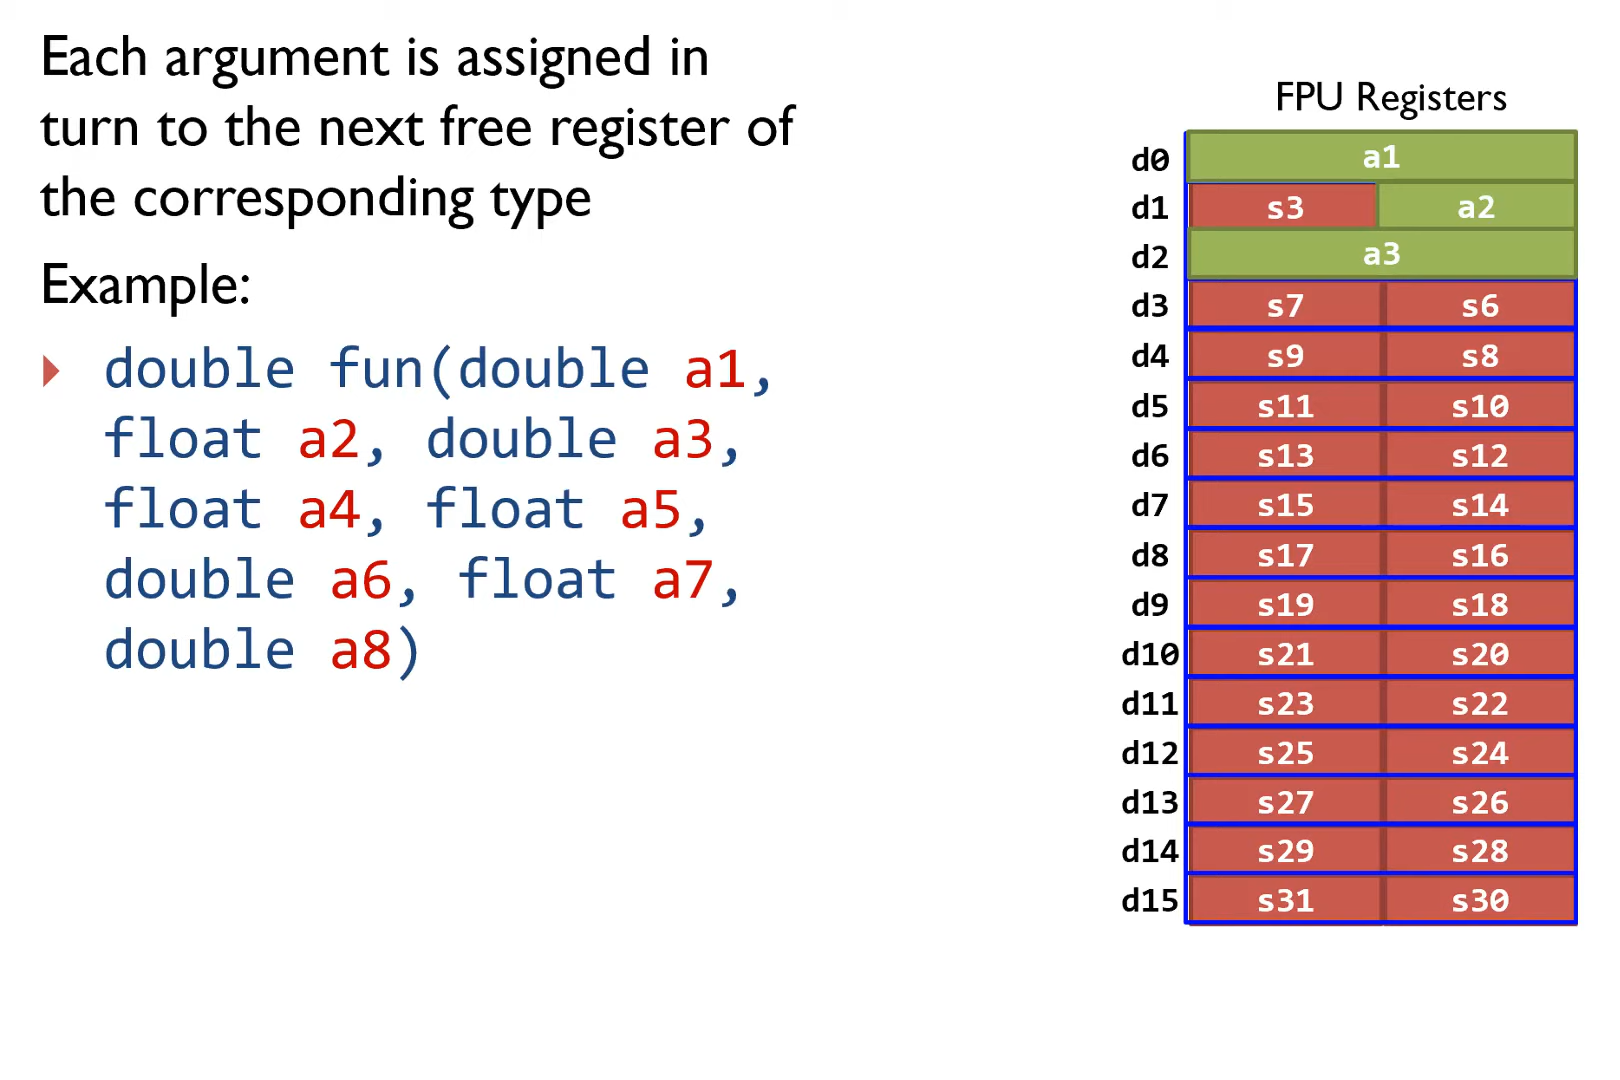 Each argument is assigned in
turn to the next free register of
the corresponding type
Example:
double fun(double a1,
float a2, double a3,
float a4, float a5,
double a6, float a7,
double a8)
FPU Registers
d0 a1
d1 s3 a2
d2 a3
d3 s7 s6
d4 s9 s8
d5 s11 s10
d6 s13 s12
d7 s15 s14
d8 s17 s16
d9 s19 s18
d10 s21 s20
d11 s23 s22
d12 s25 s24
d13 s27 s26
d14 s29 s28
d15 s31 s30